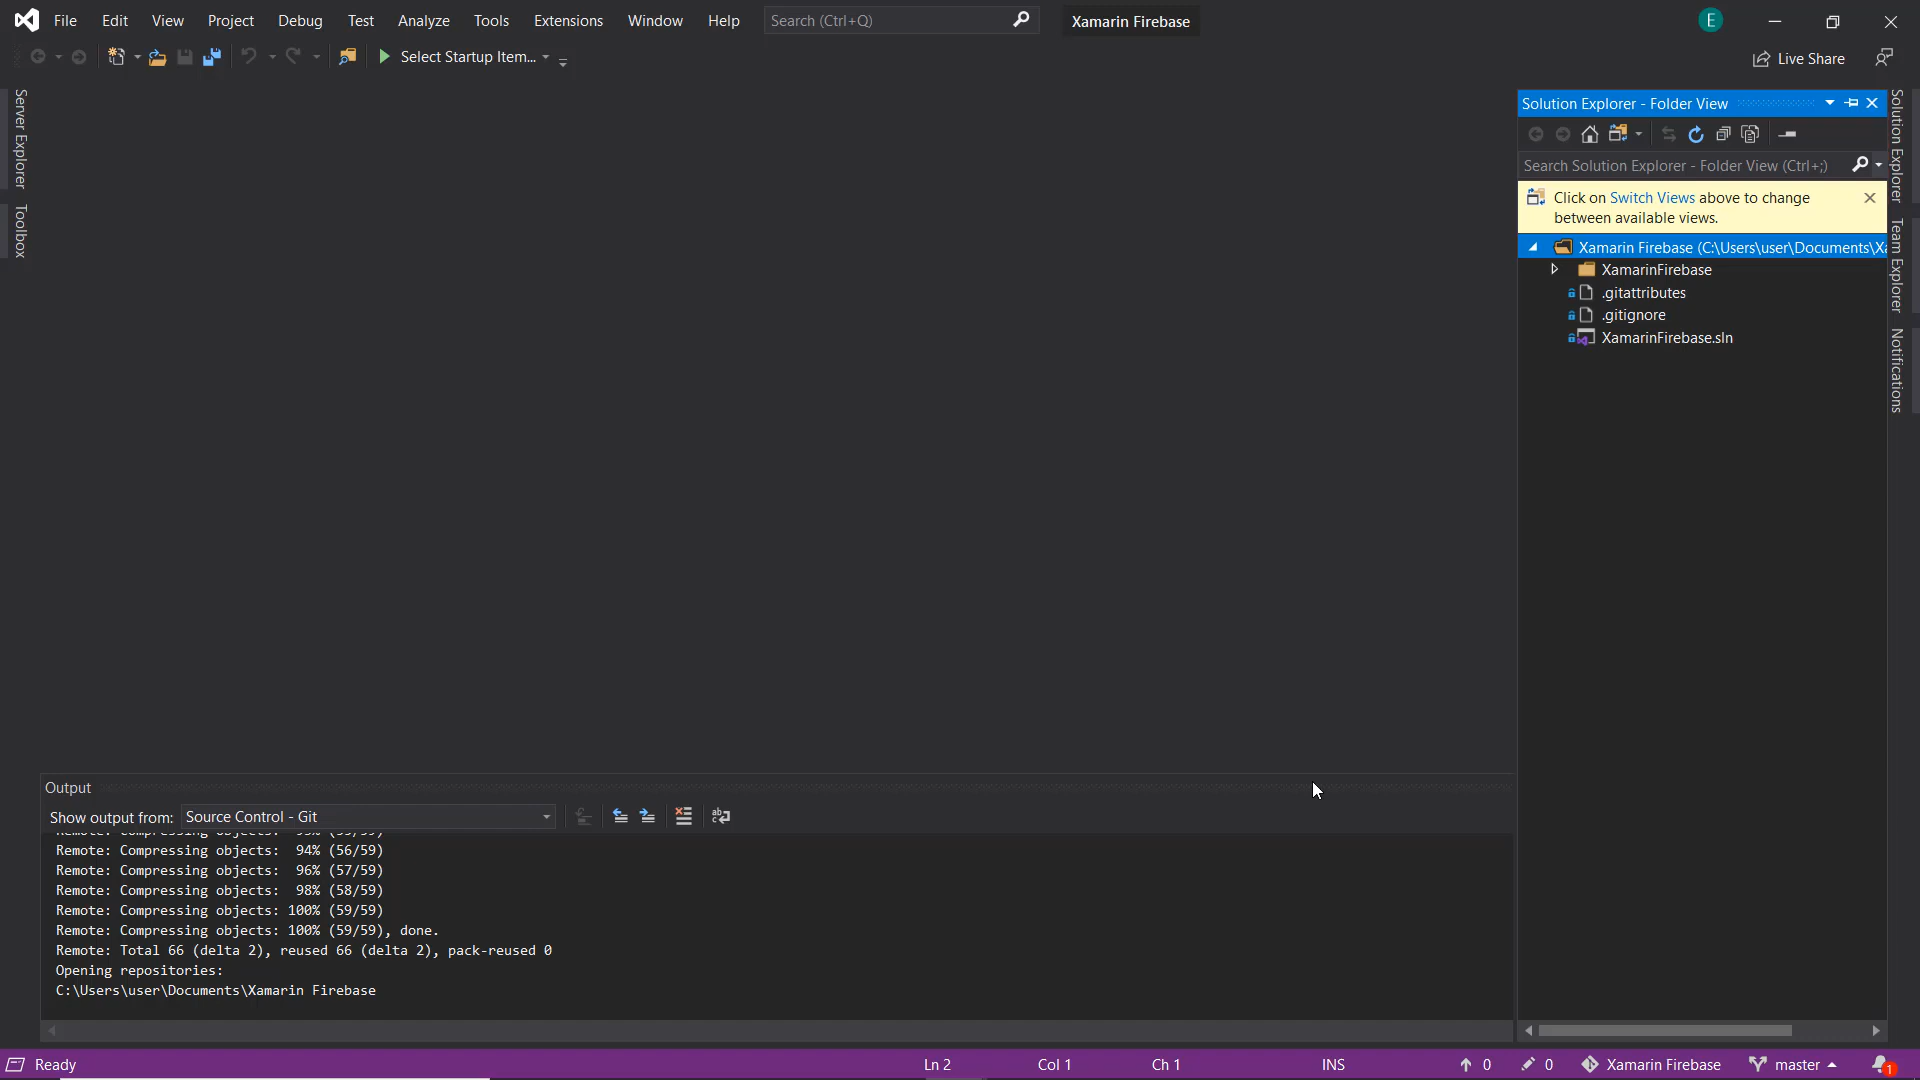 File Edit View Project Debug Test Analyze Tools Extensions Window Help Search (Ctrl+Q) Xamarin Firebase E
Select Startup Item... Live Share
Server Explorer
Toolbox
Solution Explorer - Folder View
Search Solution Explorer - Folder View (Ctrl+;)
Click on Switch Views above to change
between available views.
Xamarin Firebase (C:\Users\user\Documents\Xa
XamarinFirebase
.gitattributes
.gitignore
XamarinFirebase.sln
Solution Explorer
Team Explorer
Notifications
Output
Show output from: Source Control - Git
Remote: Compressing objects: 94% (56/59)
Remote: Compressing objects: 96% (57/59)
Remote: Compressing objects: 98% (58/59)
Remote: Compressing objects: 100% (59/59)
Remote: Compressing objects: 100% (59/59), done.
Remote: Total 66 (delta 2), reused 66 (delta 2), pack-reused 0
Opening repositories:
C:\Users\user\Documents\Xamarin Firebase
Ready Ln 2 Col 1 Ch 1 INS 0 0 Xamarin Firebase master 1